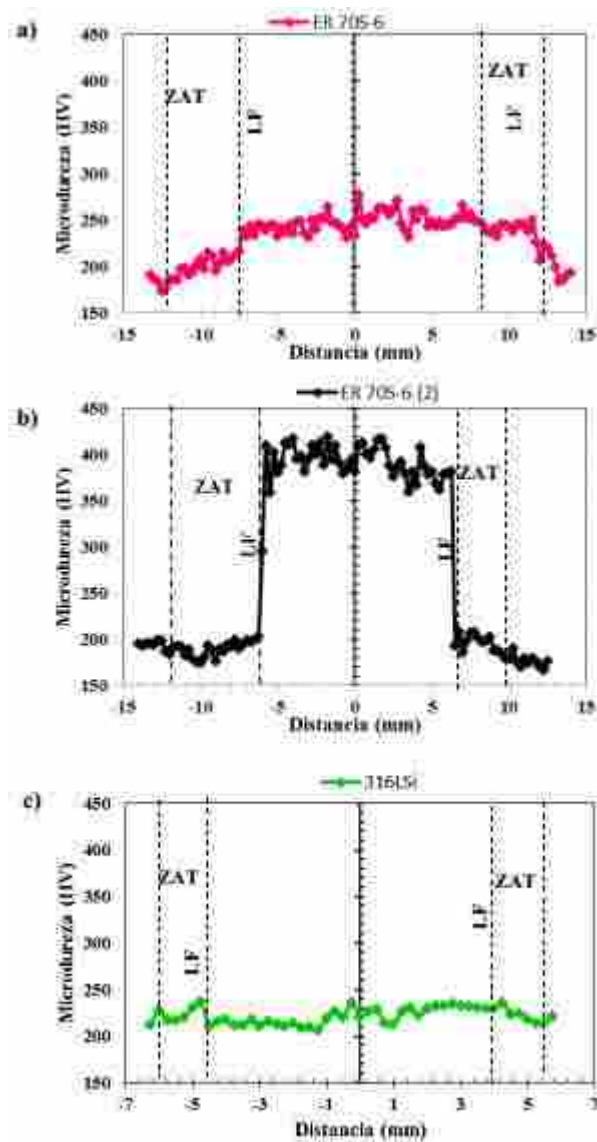 a)
ER 70S-6
Microdureza (HV)
450
400
350
300
250
200
150
ZAT
LF
ZAT
LF
-15
-10
-5
0
5
10
15
Distancia (mm)
b)
ER 70S-6 (2)
Microdureza (HV)
450
400
350
300
250
200
150
ZAT
LF
LF
ZAT
-15
-10
-5
0
5
10
15
Distancia (mm)
c)
316LSi
Microdureza (HV)
450
400
350
300
250
200
150
ZAT
LF
LF
ZAT
-7
-5
-3
-1
1
3
5
7
Distancia (mm)